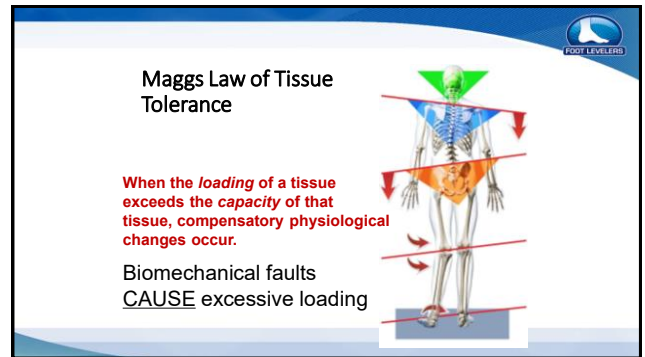 FOOT LEVELERS
Maggs Law of Tissue
Tolerance
When the loading of a tissue
exceeds the capacity of that
tissue, compensatory physiological
changes occur.
Biomechanical faults
CAUSE excessive loading